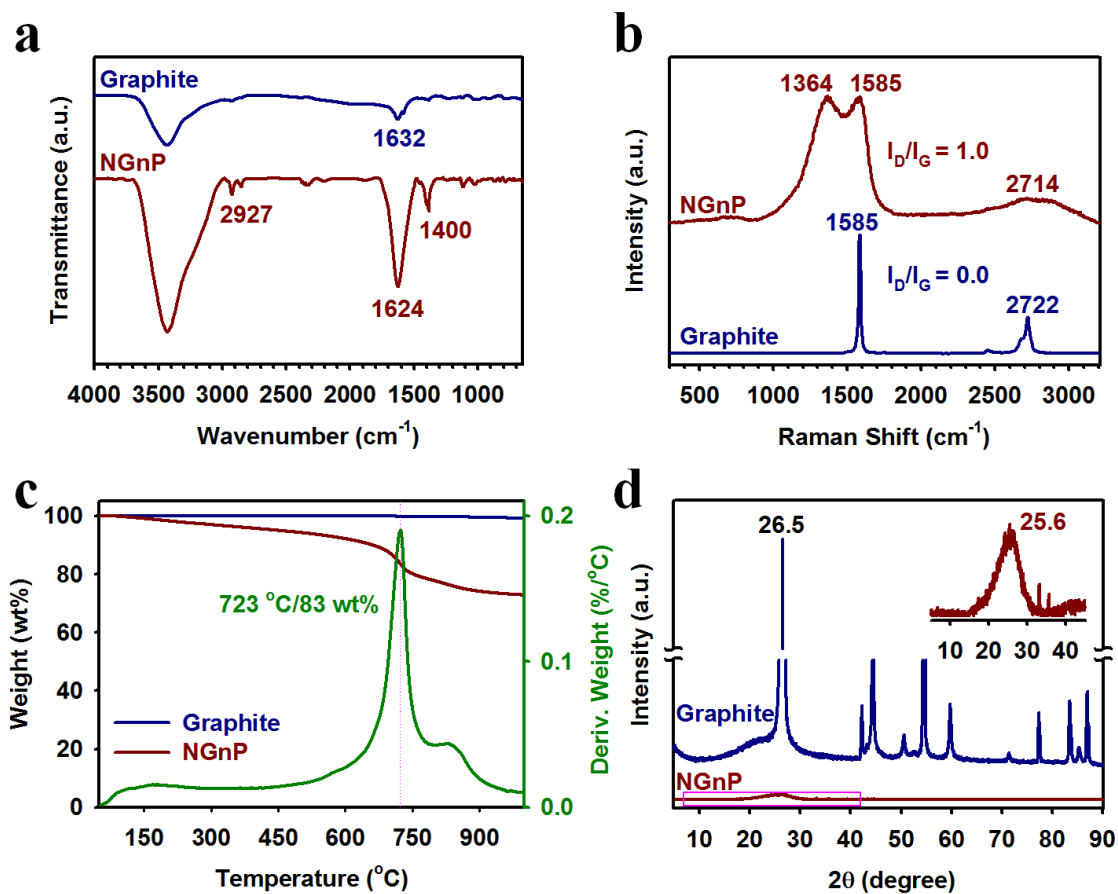 a
Graphite
1632
NGnP
2927
1400
1624
Transmittance (a.u.)
4000 3500 3000 2500 2000 1500 1000
Wavenumber (cm⁻¹)
b
1364 1585
I_D/I_G = 1.0
NGnP
2714
1585
I_D/I_G = 0.0
2722
Graphite
Intensity (a.u.)
500 1000 1500 2000 2500 3000
Raman Shift (cm⁻¹)
c
100
80
60
40
20
0
Weight (wt%)
723 °C/83 wt%
Graphite
NGnP
0.2
0.1
0.0
Deriv. Weight (%/°C)
150 300 450 600 750 900
Temperature (°C)
d
26.5
25.6
10 20 30 40
Graphite
NGnP
Intensity (a.u.)
10 20 30 40 50 60 70 80 90
2θ (degree)